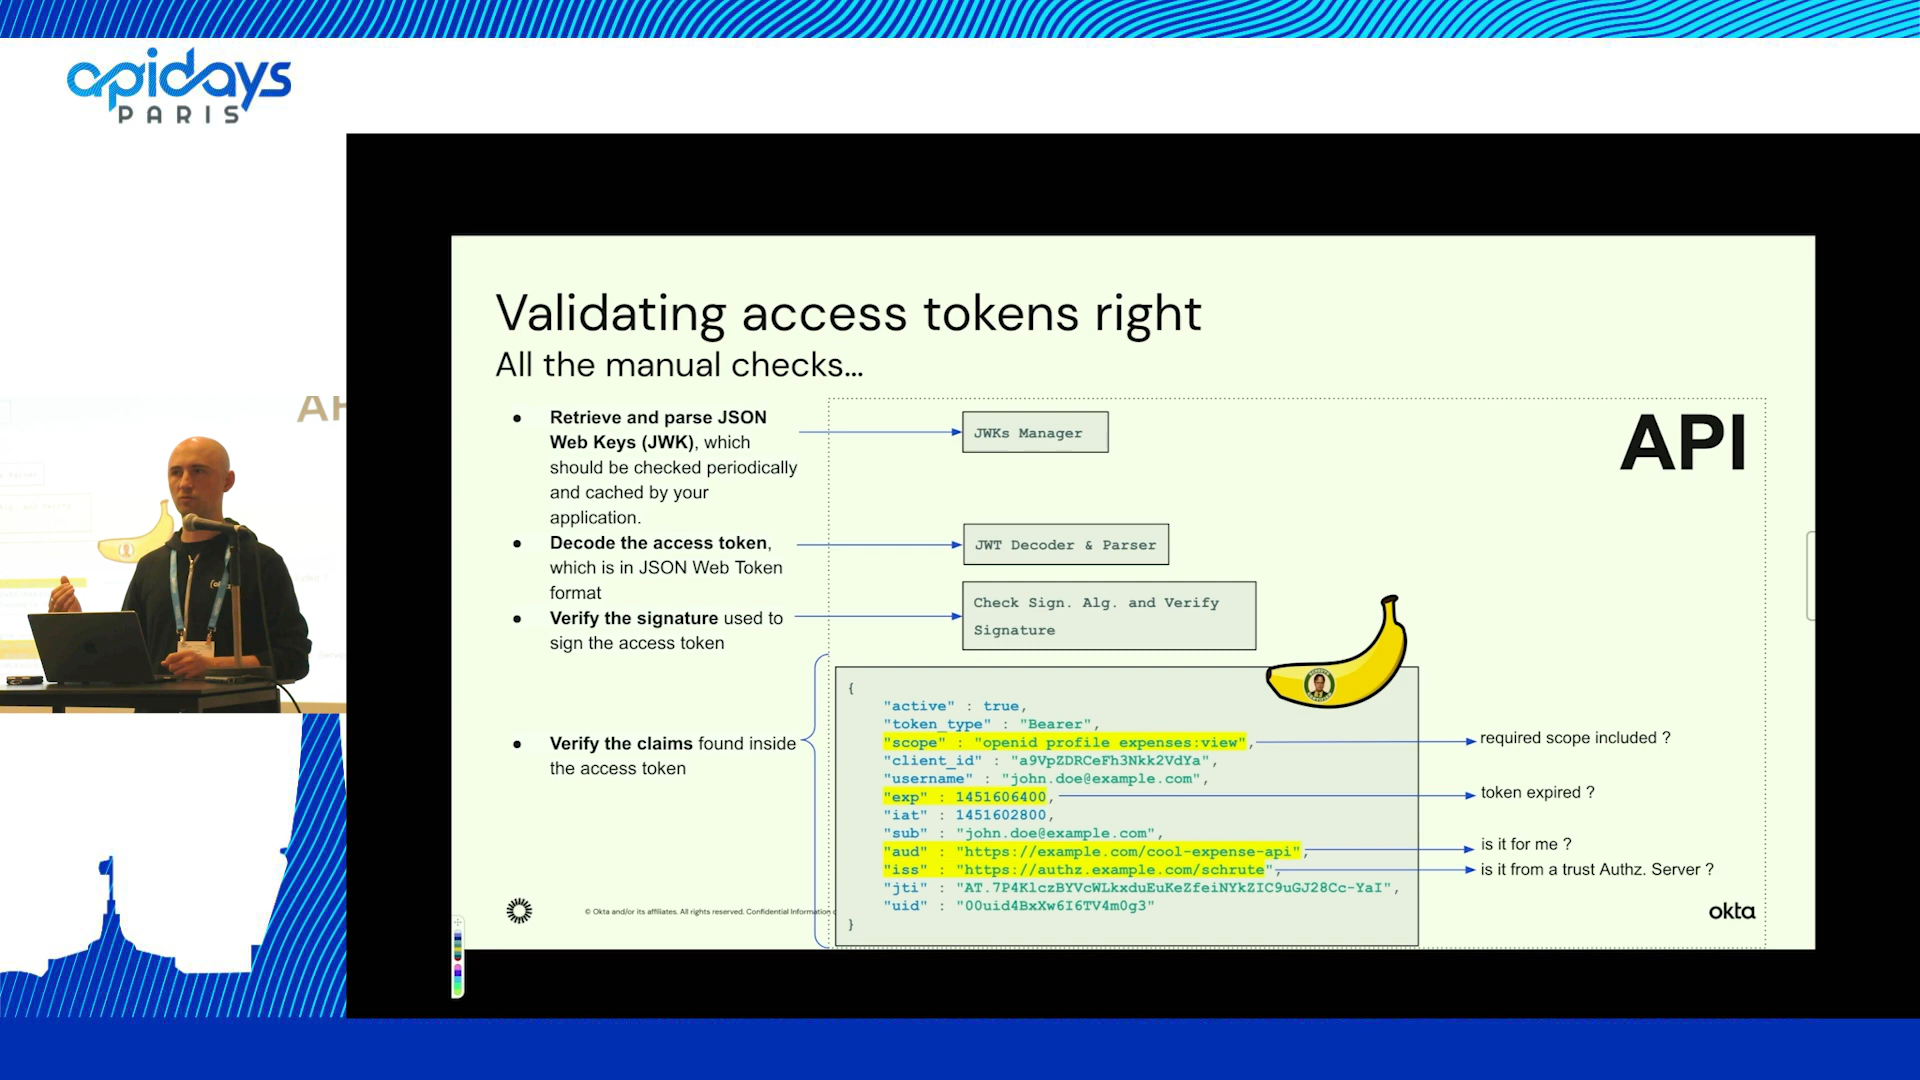 apidays
PARIS
Validating access tokens right
All the manual checks...
● Retrieve and parse JSON
Web Keys (JWK), which
should be checked periodically
and cached by your
application.
● Decode the access token,
which is in JSON Web Token
format
● Verify the signature used to
sign the access token
● Verify the claims found inside
the access token
API
JWKs Manager
JWT Decoder & Parser
Check Sign. Alg. and Verify
Signature
{
"active" : true,
"token_type" : "Bearer",
"scope" : "openid profile expenses:view",
"client_id" : "a9VpZDRCeFh3Nkk2VdYa",
"username" : "john.doe@example.com",
"exp" : 1451606400,
"iat" : 1451602800,
"sub" : "john.doe@example.com",
"aud" : "https://example.com/cool-expense-api",
"iss" : "https://authz.example.com/schrute",
"jti" : "AT.7P4KlczBYVcWLkxduEuKeZfeiNYkZIC9uGJ28Cc-YaI",
"uid" : "00uid4BxXw6I6TV4m0g3"
}
required scope included ?
token expired ?
is it for me ?
is it from a trust Authz. Server ?
© Okta and/or its affiliates. All rights reserved. Confidential Information
okta